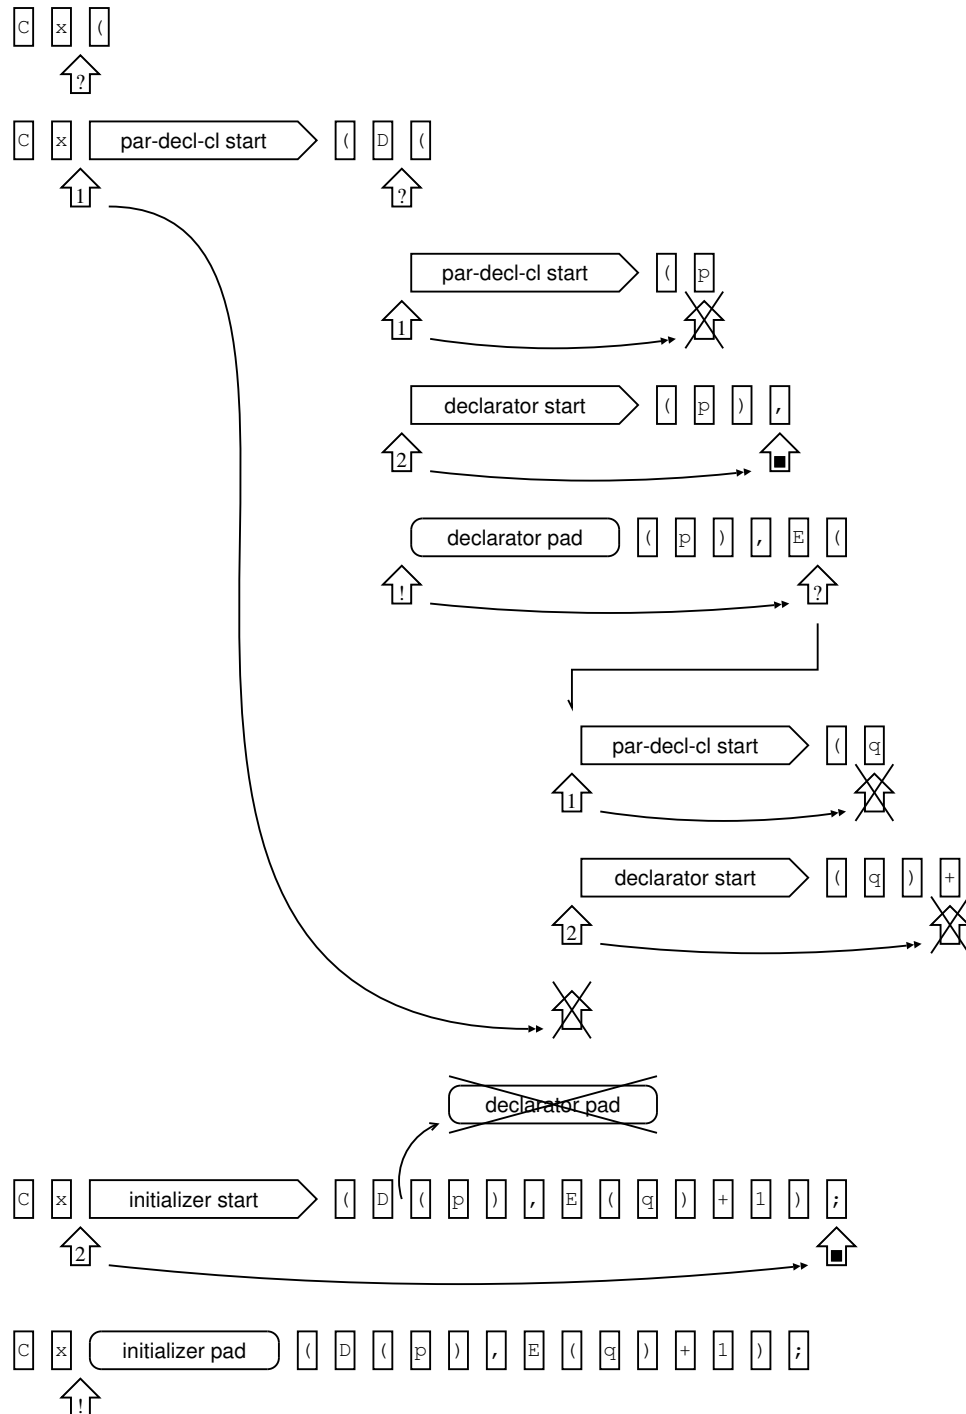 C x (
?
C x par-decl-cl start ( D (
1 ?
par-decl-cl start ( p
1
declarator start ( p ) ,
2
declarator pad ( p ) , E (
! ?
par-decl-cl start ( q
1
declarator start ( q ) +
2
declarator pad
C x initializer start ( D ( p ) , E ( q ) + 1 ) ;
2
C x initializer pad ( D ( p ) , E ( q ) + 1 ) ;
!